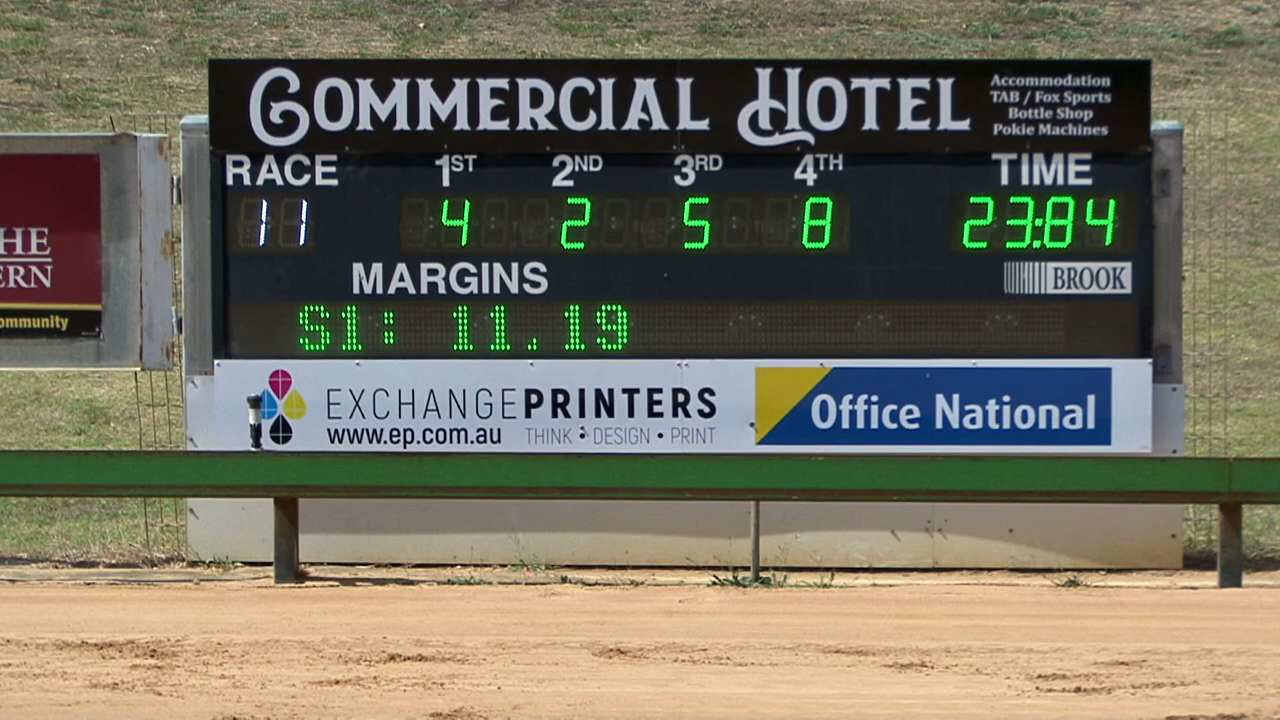 COMMERCIAL HOTEL
Accommodation
TAB / Fox Sports
Bottle Shop
Pokie Machines
RACE 1ST 2ND 3RD 4TH TIME
11 4 2 5 8 23:84
MARGINS
BROOK
S1: 11.19
HE
ERN
ommunity
EXCHANGEPRINTERS
www.ep.com.au THINK • DESIGN • PRINT
Office National